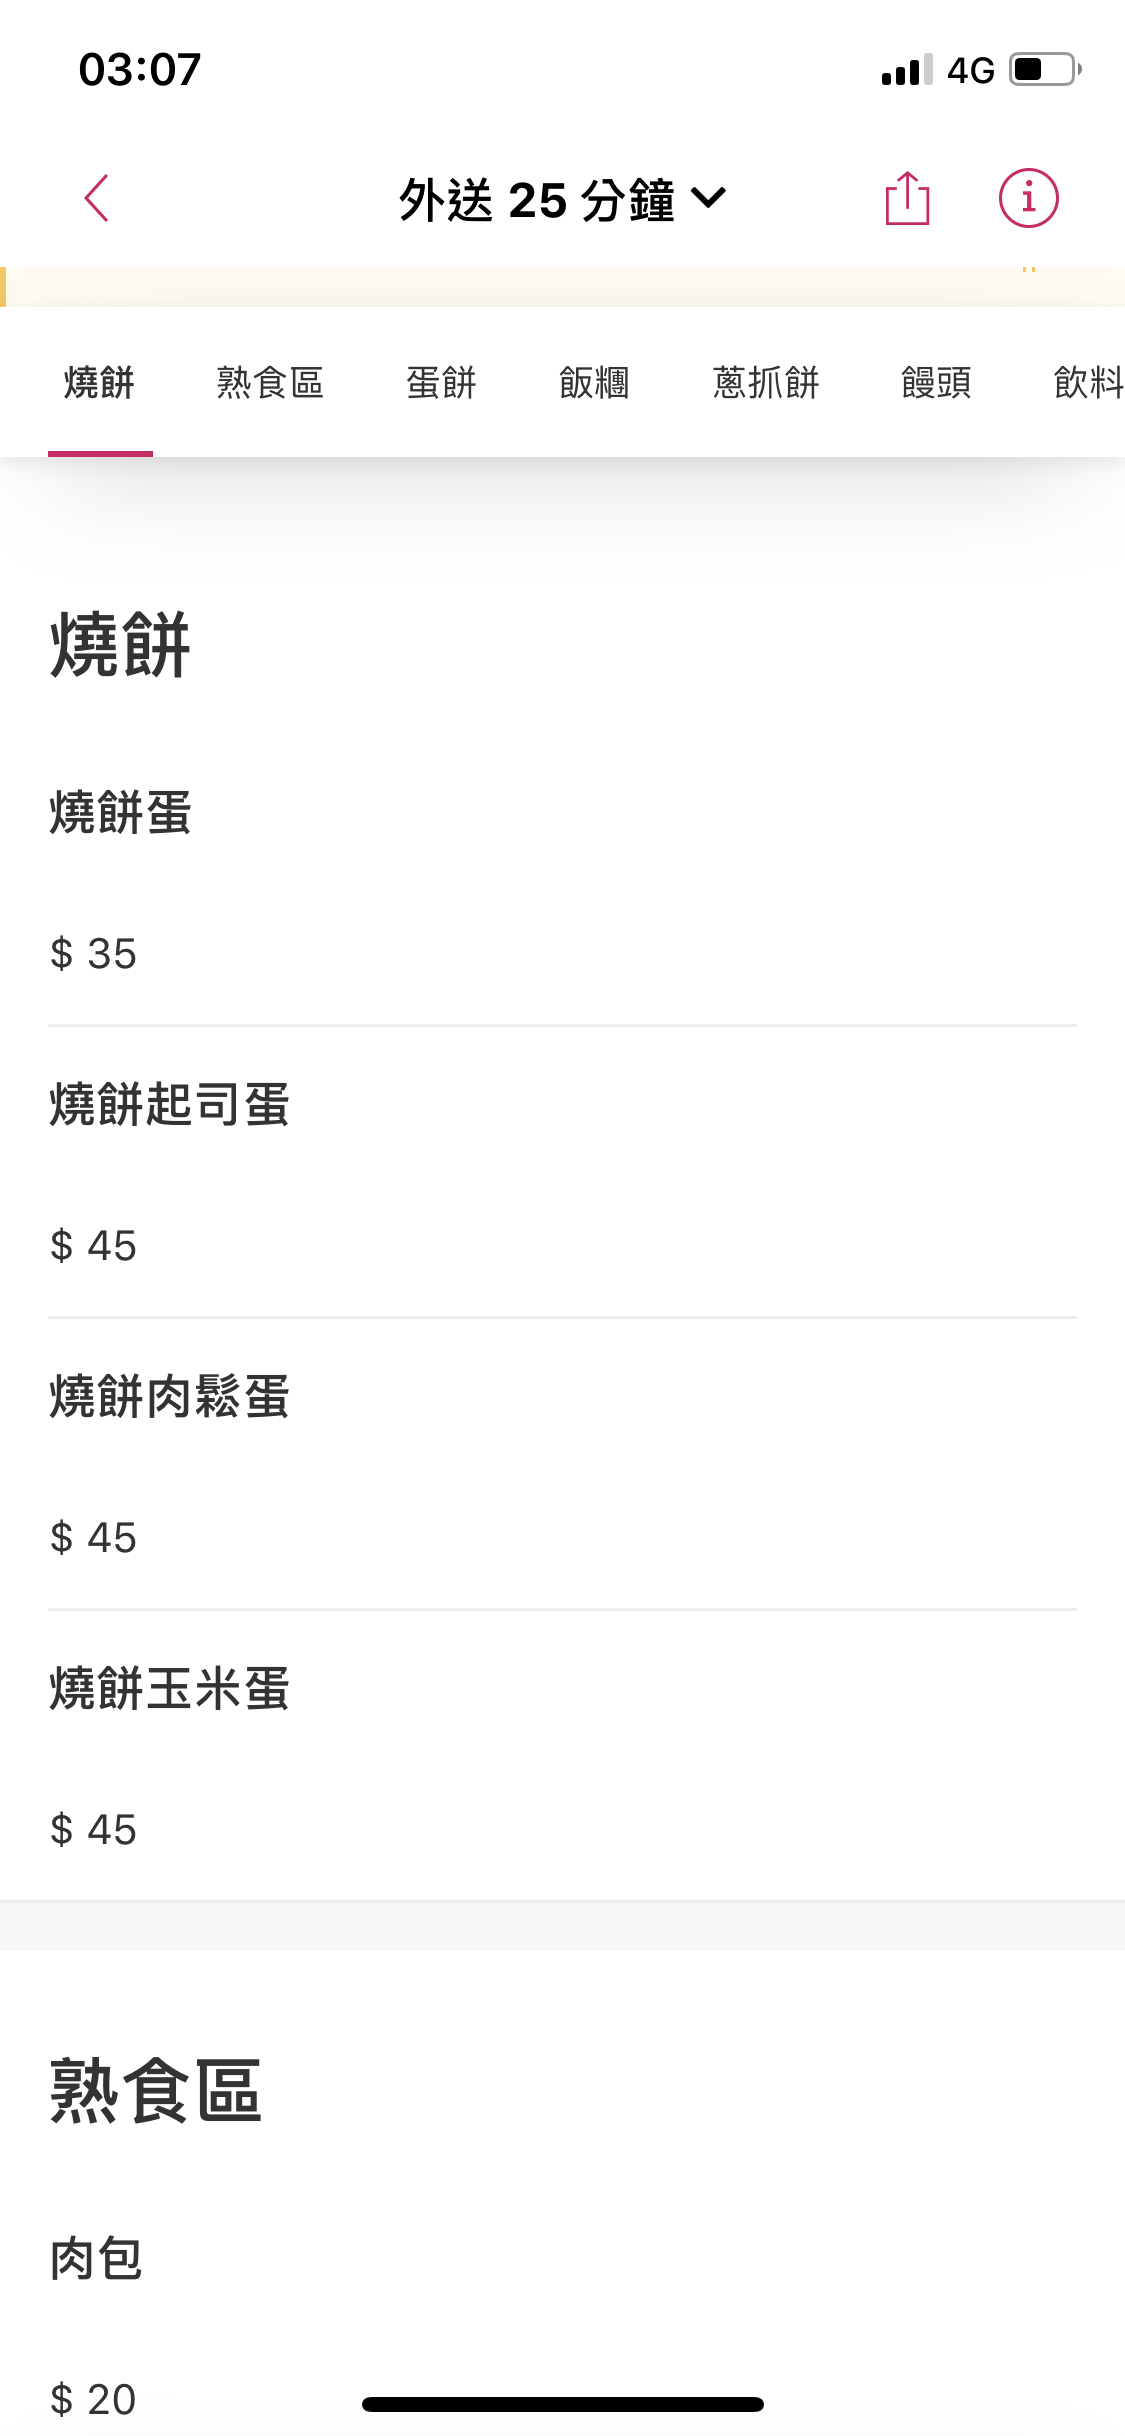 03:07
4G
外送 25 分鐘
燒餅 熟食區 蛋餅 飯糰 蔥抓餅 饅頭 飲料
燒餅
燒餅蛋
$ 35
燒餅起司蛋
$ 45
燒餅肉鬆蛋
$ 45
燒餅玉米蛋
$ 45
熟食區
肉包
$ 20